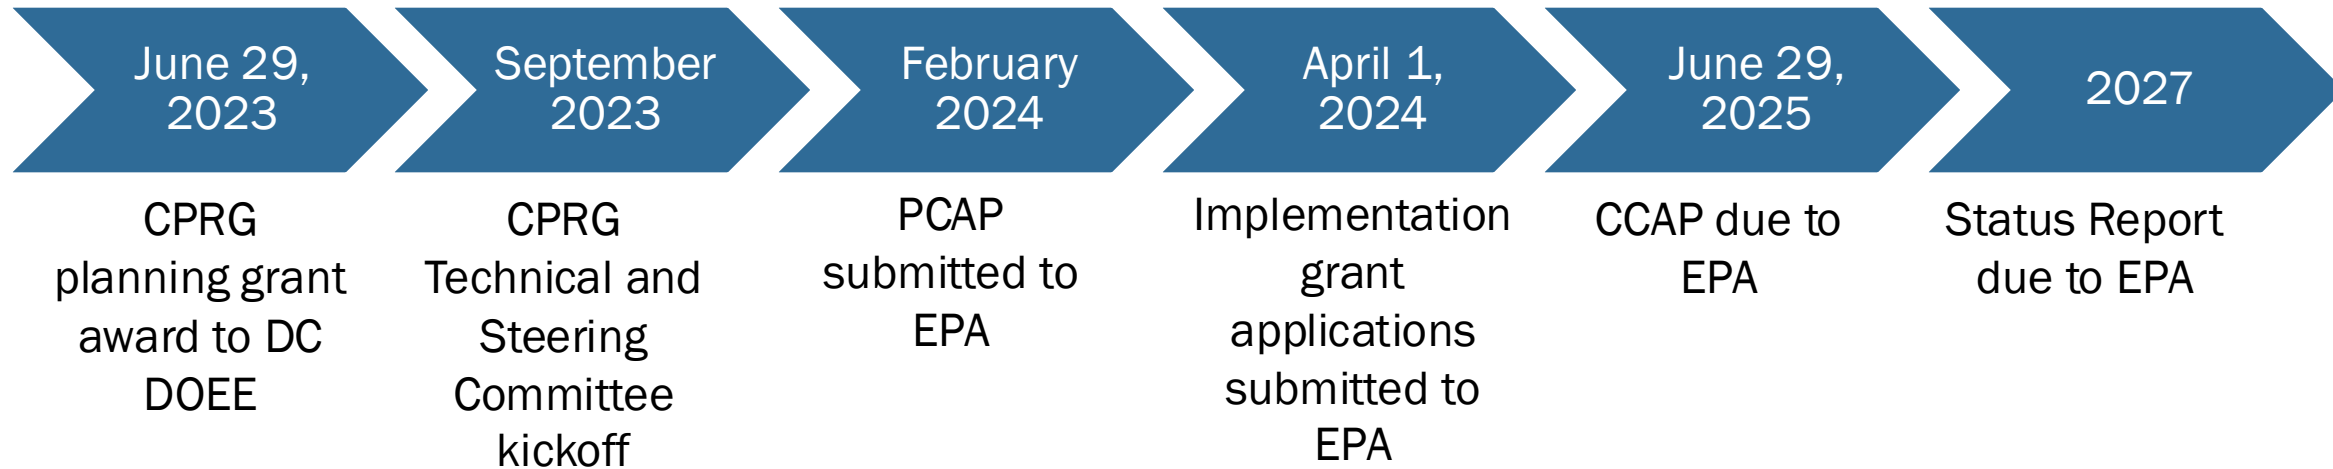 June 29,
2023
CPRG
planning grant
award to DC
DOEE
September
2023
CPRG
Technical and
Steering
Committee
kickoff
February
2024
PCAP
submitted to
EPA
April 1,
2024
Implementation
grant
applications
submitted to
EPA
June 29,
2025
CCAP due to
EPA
2027
Status Report
due to EPA